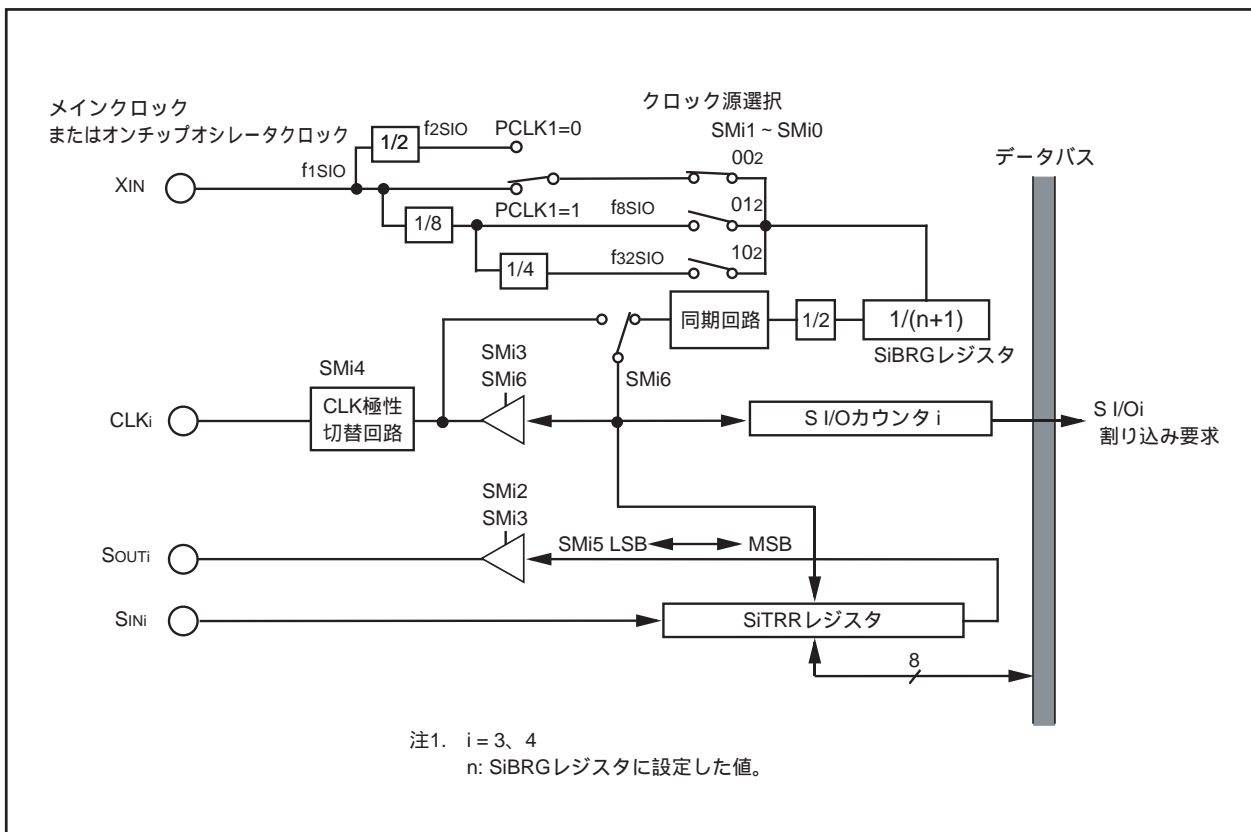 メインクロック
またはオンチップオシレータクロック
クロック源選択
SMi1 ~ SMi0
データバス
1/2
f2SIO
PCLK1=0
002
XIN
f1SIO
PCLK1=1
1/8
f8SIO
012
1/4
f32SIO
102
同期回路
1/2
1/(n+1)
SiBRGレジスタ
SMi4
SMi3
SMi6
SMi6
CLKi
CLK極性
切替回路
S I/Oカウンタ i
S I/Oi
割り込み要求
SMi2
SMi3
SOUTi
SMi5 LSB
MSB
SINi
SiTRRレジスタ
8
注1. i = 3、4
n: SiBRGレジスタに設定した値。